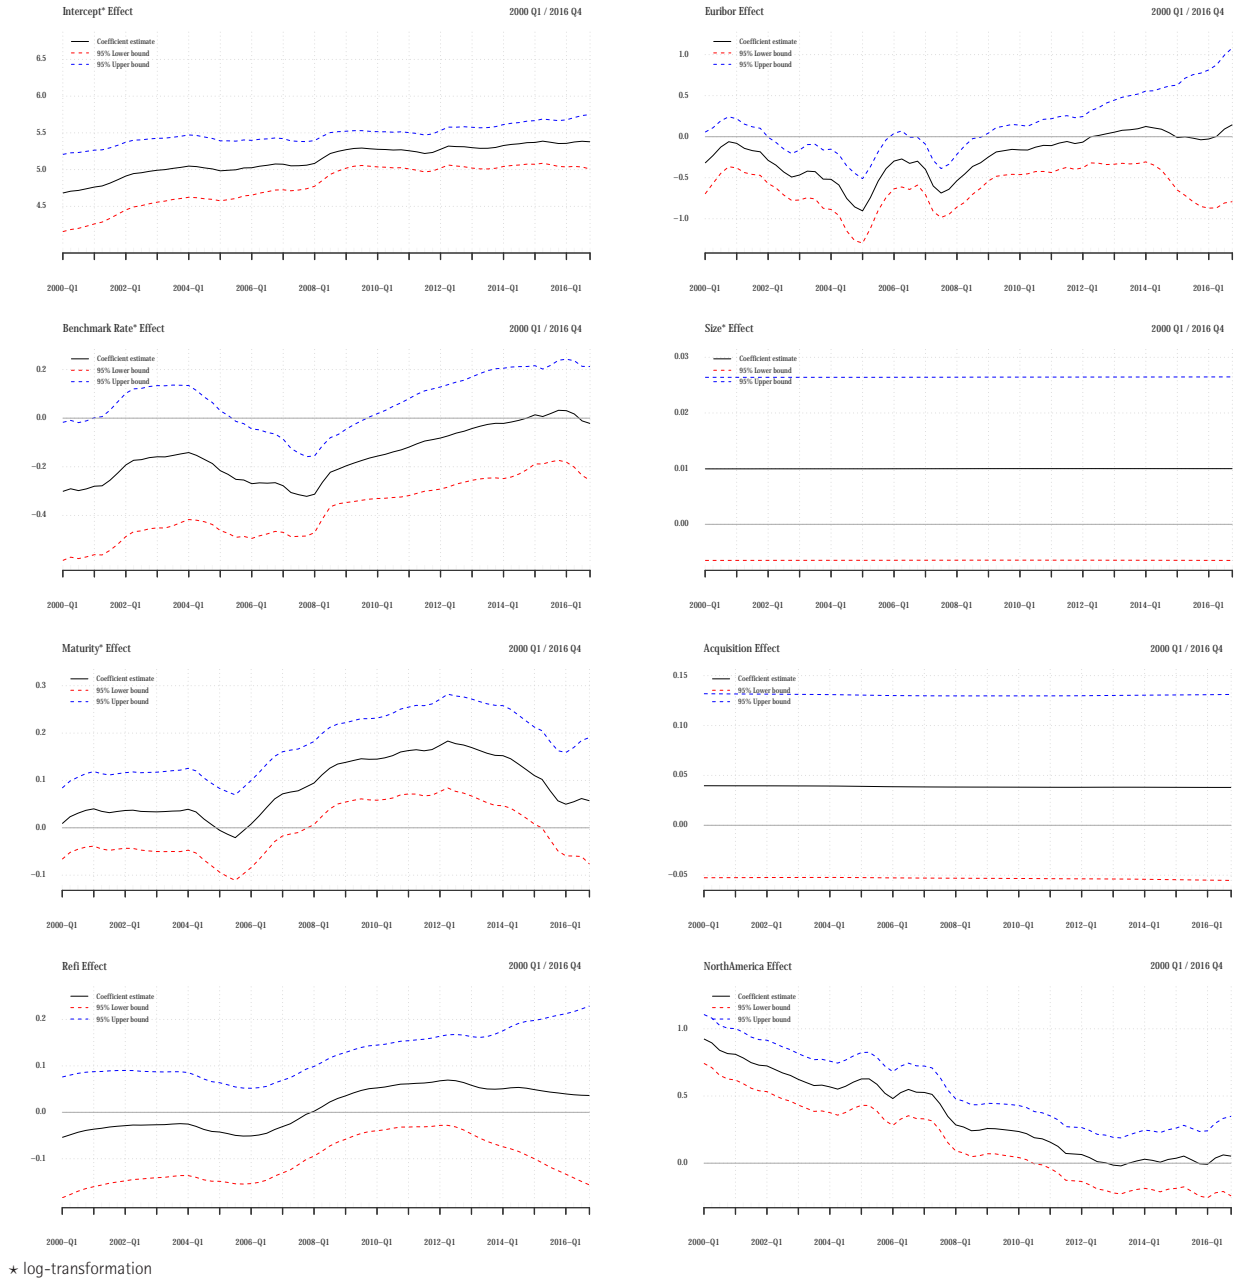 Intercept* Effect 2000 Q1 / 2016 Q4
Coefficient estimate
95% Lower bound
95% Upper bound
6.5
6.0
5.5
5.0
4.5
2000–Q1 2002–Q1 2004–Q1 2006–Q1 2008–Q1 2010–Q1 2012–Q1 2014–Q1 2016–Q1
Euribor Effect 2000 Q1 / 2016 Q4
Coefficient estimate
95% Lower bound
95% Upper bound
1.0
0.5
0.0
−0.5
−1.0
2000–Q1 2002–Q1 2004–Q1 2006–Q1 2008–Q1 2010–Q1 2012–Q1 2014–Q1 2016–Q1
Benchmark Rate* Effect 2000 Q1 / 2016 Q4
Coefficient estimate
95% Lower bound
95% Upper bound
0.2
0.0
−0.2
−0.4
2000–Q1 2002–Q1 2004–Q1 2006–Q1 2008–Q1 2010–Q1 2012–Q1 2014–Q1 2016–Q1
Size* Effect 2000 Q1 / 2016 Q4
Coefficient estimate
95% Lower bound
95% Upper bound
0.03
0.02
0.01
0.00
2000–Q1 2002–Q1 2004–Q1 2006–Q1 2008–Q1 2010–Q1 2012–Q1 2014–Q1 2016–Q1
Maturity* Effect 2000 Q1 / 2016 Q4
Coefficient estimate
95% Lower bound
95% Upper bound
0.3
0.2
0.1
0.0
−0.1
2000–Q1 2002–Q1 2004–Q1 2006–Q1 2008–Q1 2010–Q1 2012–Q1 2014–Q1 2016–Q1
Acquisition Effect 2000 Q1 / 2016 Q4
Coefficient estimate
95% Lower bound
95% Upper bound
0.15
0.10
0.05
0.00
−0.05
2000–Q1 2002–Q1 2004–Q1 2006–Q1 2008–Q1 2010–Q1 2012–Q1 2014–Q1 2016–Q1
Refi Effect 2000 Q1 / 2016 Q4
Coefficient estimate
95% Lower bound
95% Upper bound
0.2
0.1
0.0
−0.1
2000–Q1 2002–Q1 2004–Q1 2006–Q1 2008–Q1 2010–Q1 2012–Q1 2014–Q1 2016–Q1
NorthAmerica Effect 2000 Q1 / 2016 Q4
Coefficient estimate
95% Lower bound
95% Upper bound
1.0
0.5
0.0
2000–Q1 2002–Q1 2004–Q1 2006–Q1 2008–Q1 2010–Q1 2012–Q1 2014–Q1 2016–Q1
⋆ log-transformation